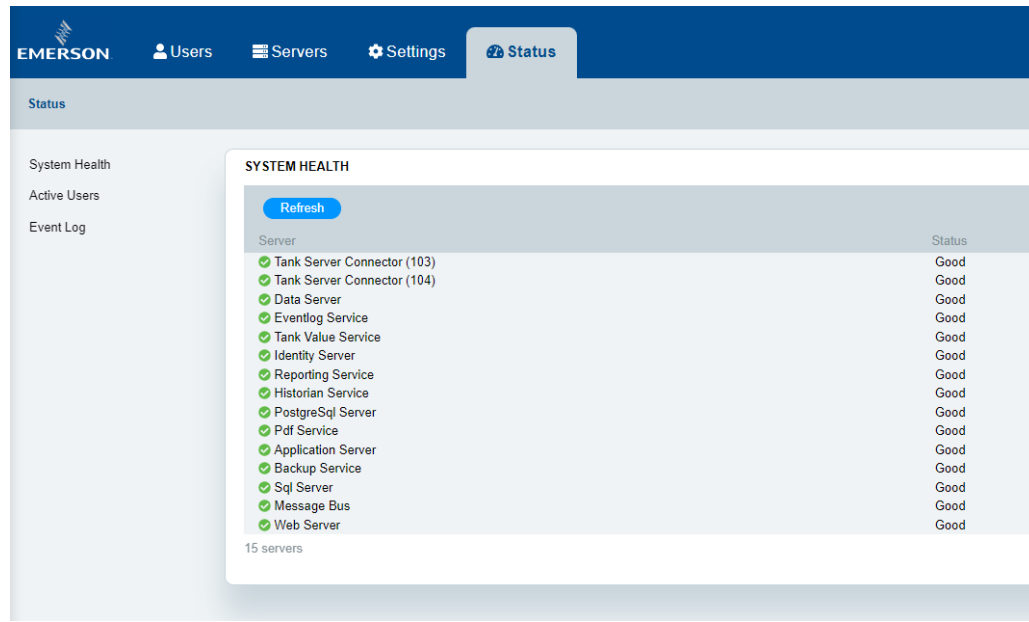 EMERSON
Users Servers Settings Status
Status
System Health
Active Users
Event Log
SYSTEM HEALTH
Refresh
Server Status
Tank Server Connector (103) Good
Tank Server Connector (104) Good
Data Server Good
Eventlog Service Good
Tank Value Service Good
Identity Server Good
Reporting Service Good
Historian Service Good
PostgreSql Server Good
Pdf Service Good
Application Server Good
Backup Service Good
Sql Server Good
Message Bus Good
Web Server Good
15 servers